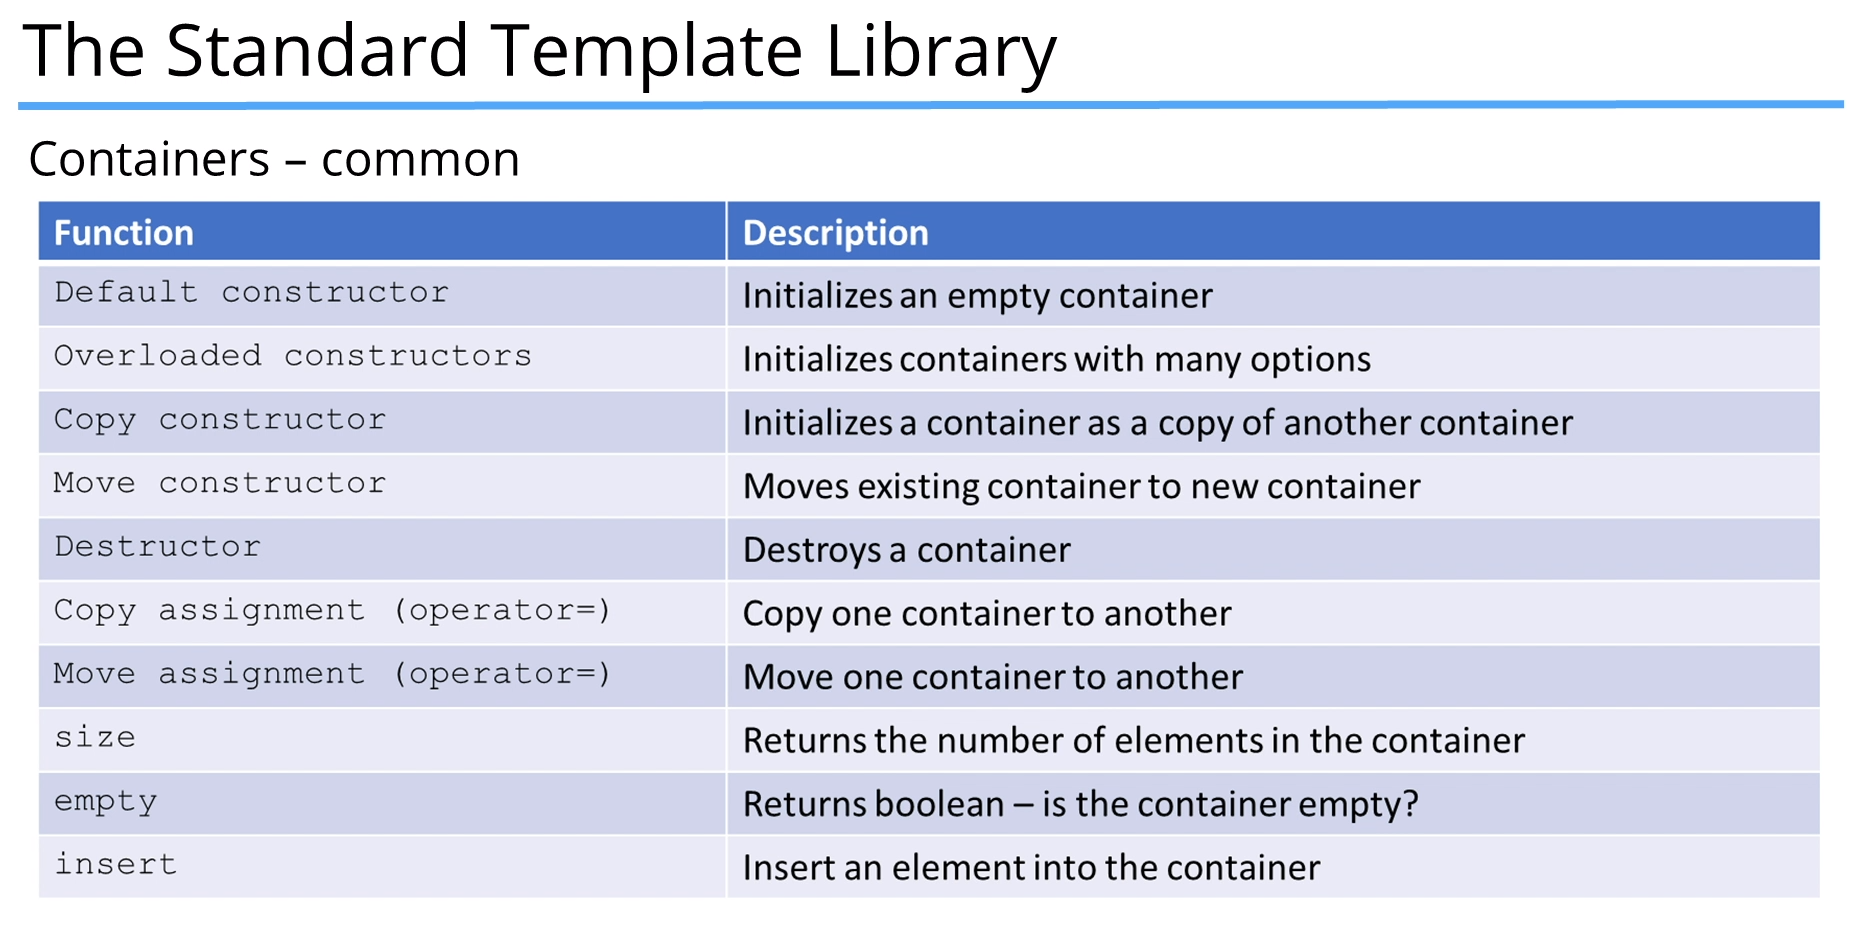 The Standard Template Library
Containers – common
Function Description
Default constructor Initializes an empty container
Overloaded constructors Initializes containers with many options
Copy constructor Initializes a container as a copy of another container
Move constructor Moves existing container to new container
Destructor Destroys a container
Copy assignment (operator=) Copy one container to another
Move assignment (operator=) Move one container to another
size Returns the number of elements in the container
empty Returns boolean – is the container empty?
insert Insert an element into the container